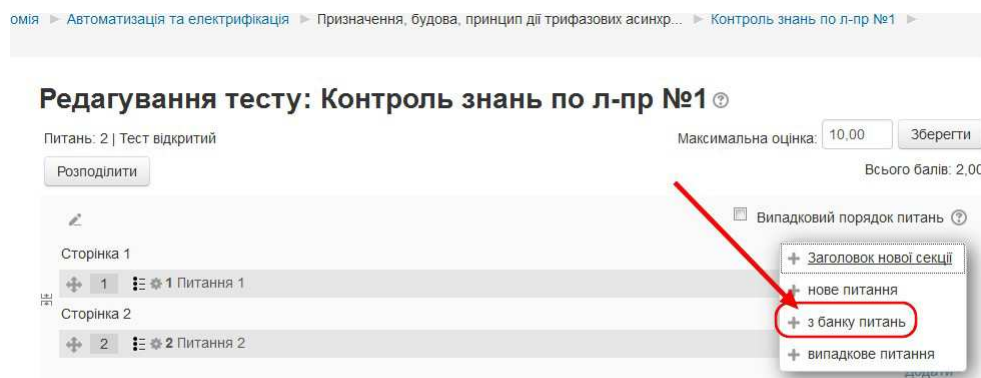 омія ► Автоматизація та електрифікація ► Призначення, будова, принцип дії трифазових асинхр... ► Контроль знань по л-пр №1 ►
Редагування тесту: Контроль знань по л-пр №1
Питань: 2 | Тест відкритий
Максимальна оцінка: 10,00 Зберегти
Розподілити
Всього балів: 2,00
Випадковий порядок питань
Сторінка 1
1 1 Питання 1
Сторінка 2
2 2 Питання 2
Заголовок нової секції
нове питання
з банку питань
випадкове питання
Додати